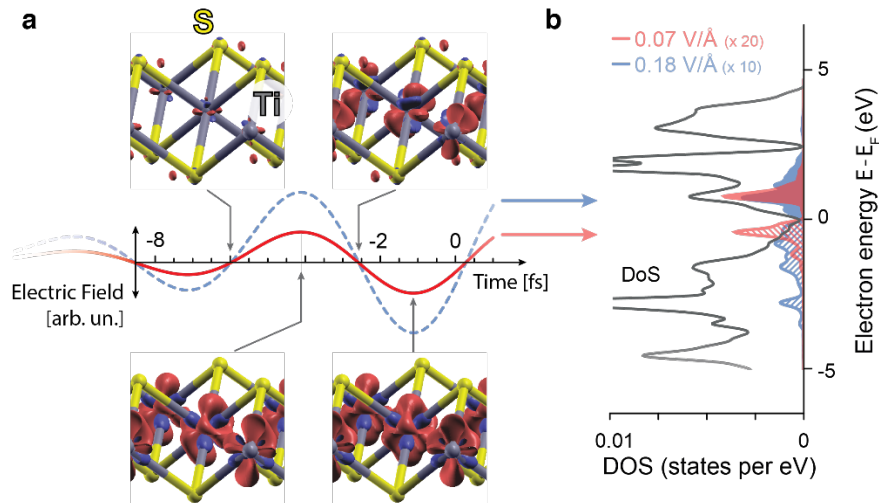 a
S
Ti
-8
-2
0
Time [fs]
Electric Field
[arb. un.]
b
0.07 V/Å (x 20)
0.18 V/Å (x 10)
5
0
-5
DoS
Electron energy E - E_F (eV)
0.01
0
DOS (states per eV)